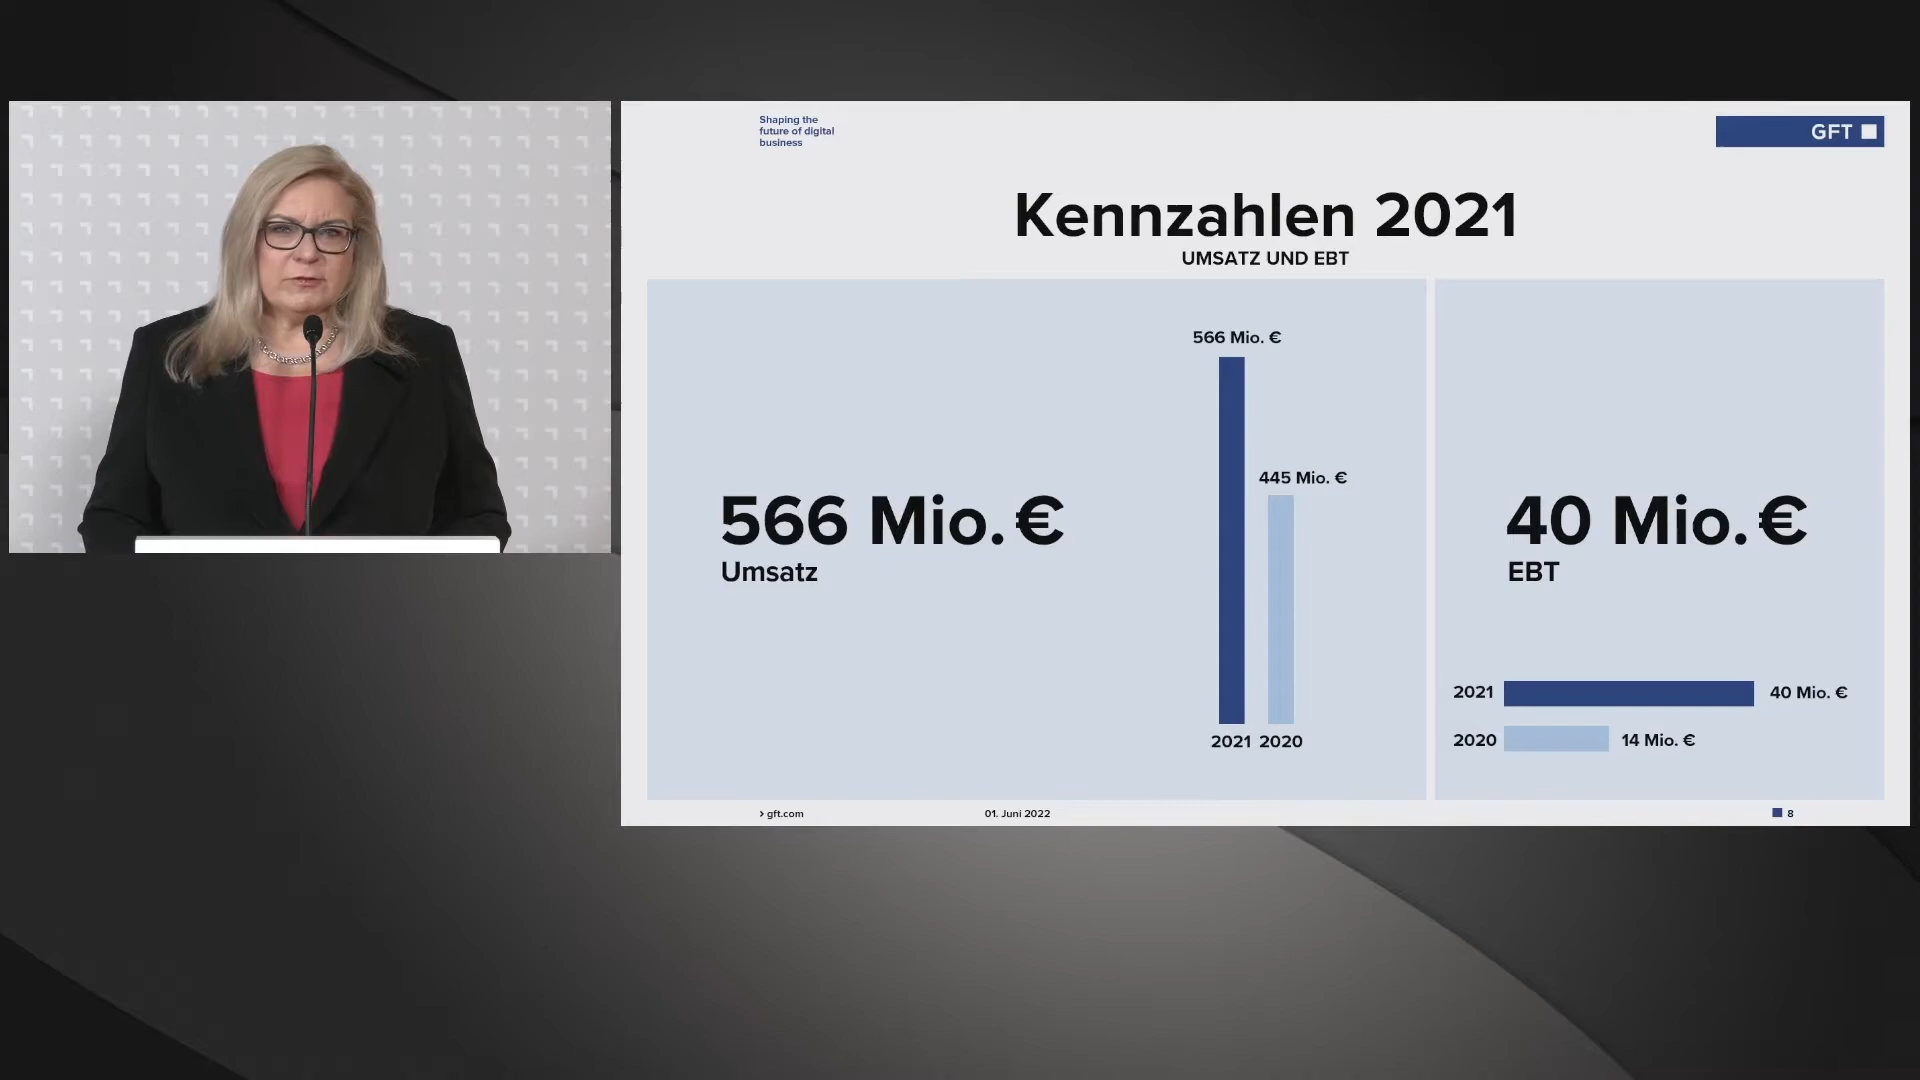 Shaping the
future of digital
business
GFT
Kennzahlen 2021
UMSATZ UND EBT
566 Mio. €
445 Mio. €
566 Mio. €
Umsatz
2021 2020
40 Mio. €
EBT
2021 40 Mio. €
2020 14 Mio. €
> gft.com
01. Juni 2022
8